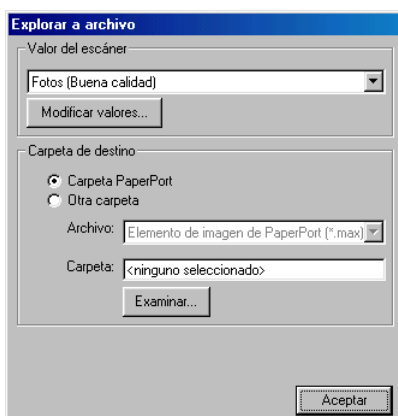 Explorar a archivo
Valor del escáner
Fotos (Buena calidad)
Modificar valores...
Carpeta de destino
Carpeta PaperPort
Otra carpeta
Archivo: Elemento de imagen de PaperPort (*.max)
Carpeta: <ninguno seleccionado>
Examinar...
Aceptar